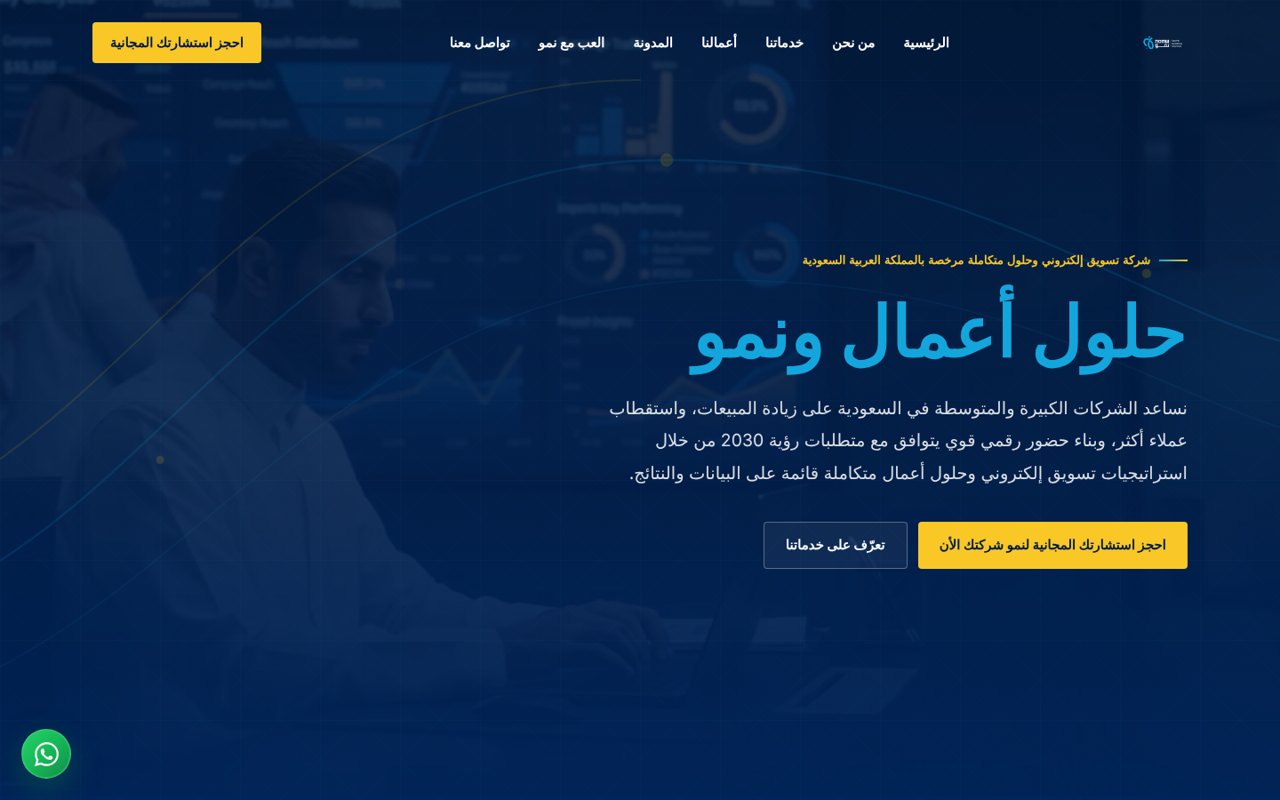 nomu
نمو
الرئيسية
من نحن
خدماتنا
أعمالنا
المدونة
العب مع نمو
تواصل معنا
احجز استشارتك المجانية
شركة تسويق إلكتروني وحلول متكاملة مرخصة بالمملكة العربية السعودية
حلول أعمال ونمو
نساعد الشركات الكبيرة والمتوسطة في السعودية على زيادة المبيعات، واستقطاب
عملاء أكثر، وبناء حضور رقمي قوي يتوافق مع متطلبات رؤية 2030 من خلال
استراتيجيات تسويق إلكتروني وحلول أعمال متكاملة قائمة على البيانات والنتائج.
احجز استشارتك المجانية لنمو شركتك الأن
تعرّف على خدماتنا